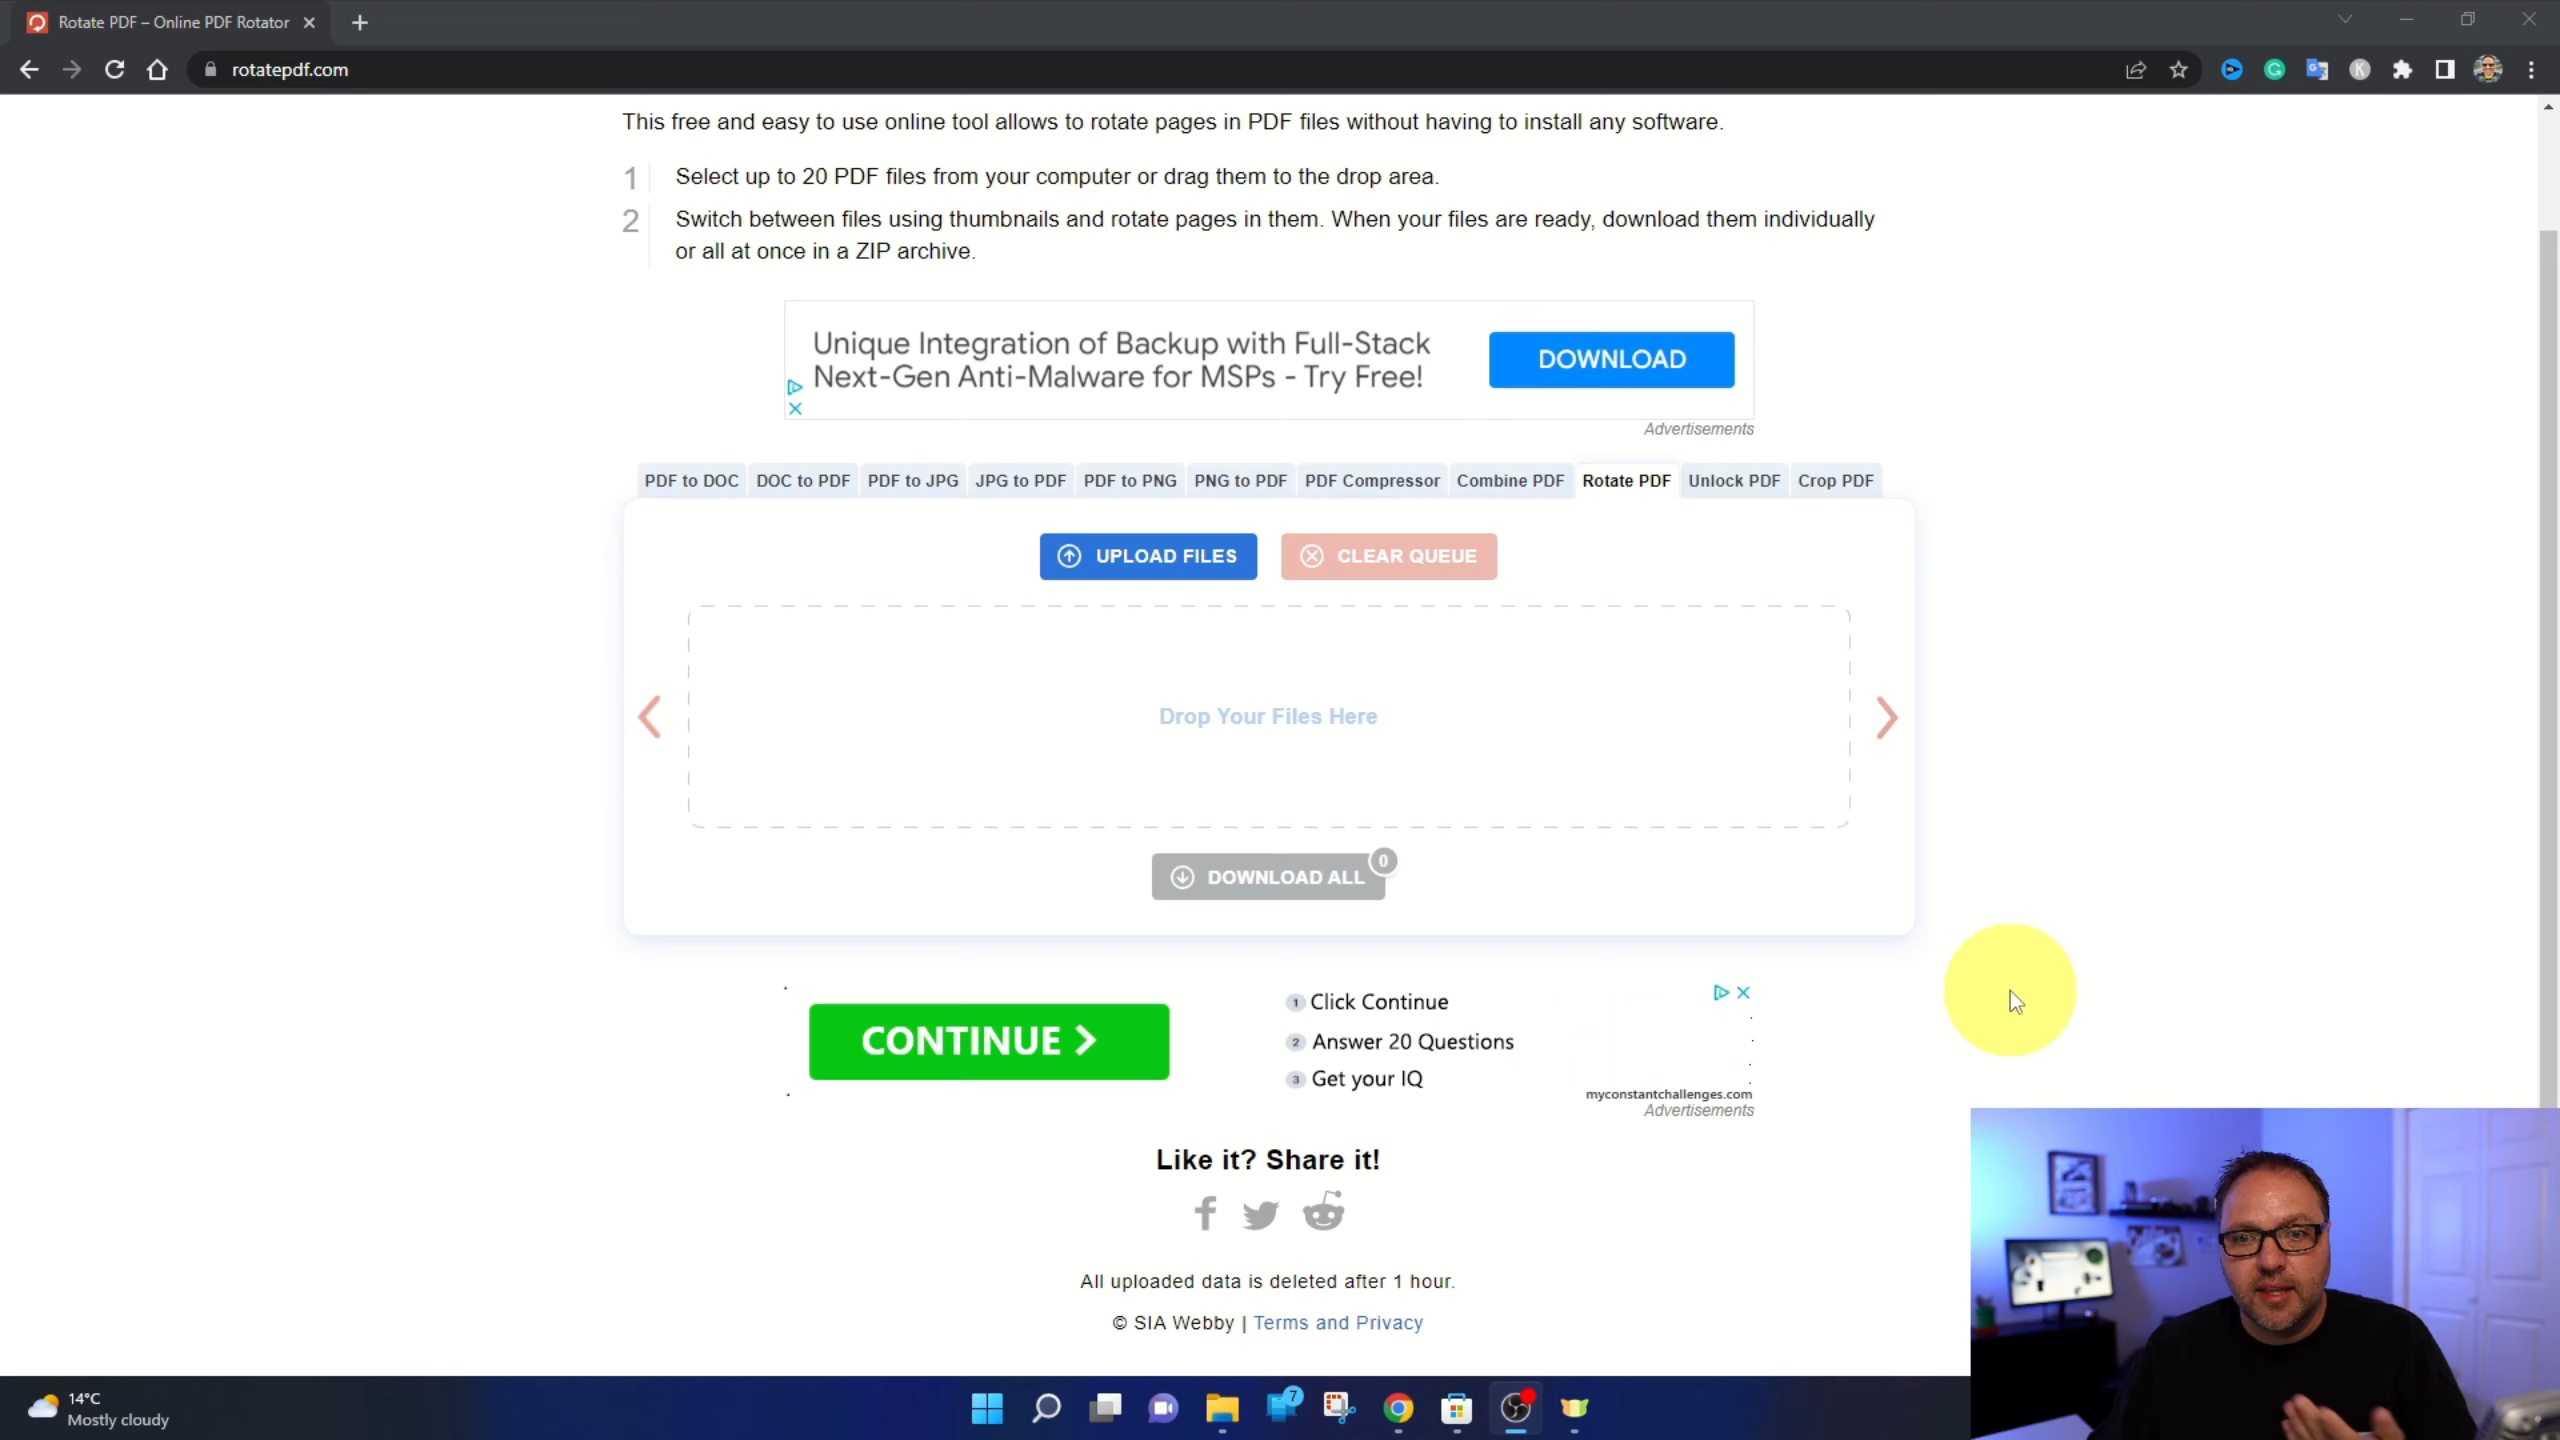 Rotate PDF – Online PDF Rotator
rotatepdf.com
This free and easy to use online tool allows to rotate pages in PDF files without having to install any software.
1 Select up to 20 PDF files from your computer or drag them to the drop area.
2 Switch between files using thumbnails and rotate pages in them. When your files are ready, download them individually
or all at once in a ZIP archive.
Unique Integration of Backup with Full-Stack
Next-Gen Anti-Malware for MSPs - Try Free!
DOWNLOAD
Advertisements
PDF to DOC DOC to PDF PDF to JPG JPG to PDF PDF to PNG PNG to PDF PDF Compressor Combine PDF Rotate PDF Unlock PDF Crop PDF
UPLOAD FILES CLEAR QUEUE
Drop Your Files Here
DOWNLOAD ALL 0
CONTINUE >
1 Click Continue
2 Answer 20 Questions
3 Get your IQ
myconstantchallenges.com
Advertisements
Like it? Share it!
All uploaded data is deleted after 1 hour.
© SIA Webby | Terms and Privacy
14°C
Mostly cloudy
7